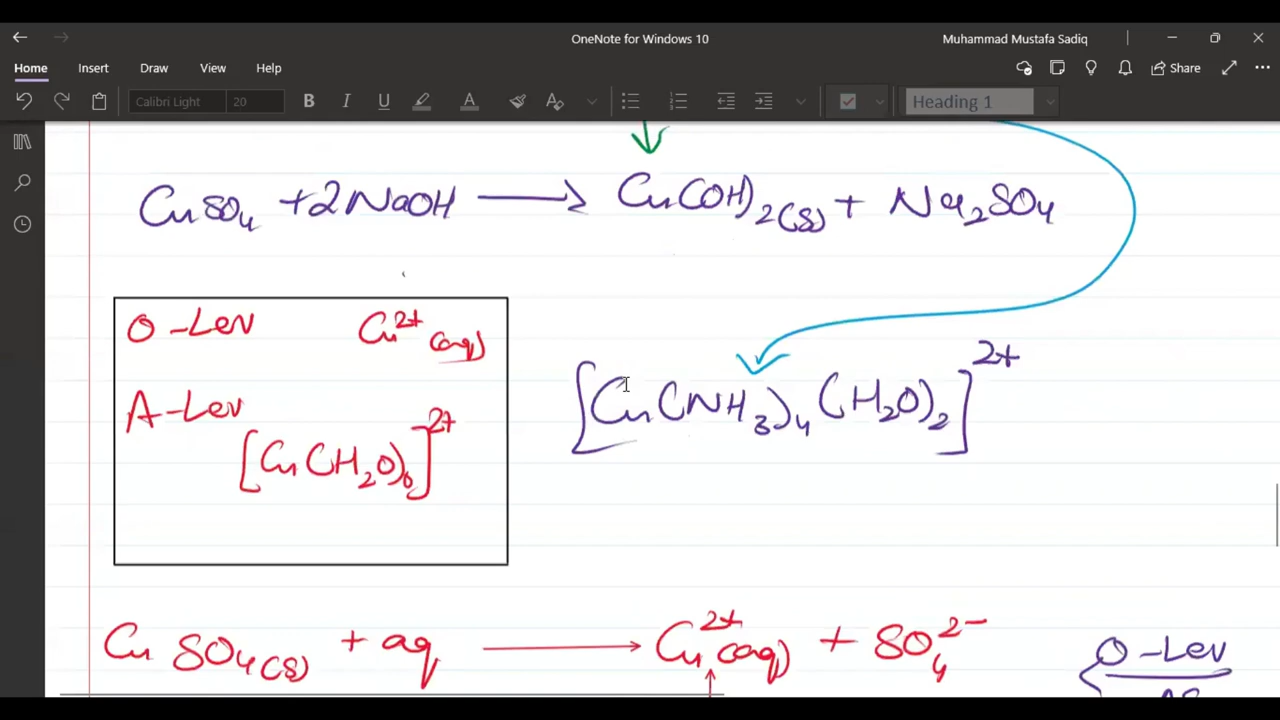 OneNote for Windows 10
Muhammad Mustafa Sadiq
Home Insert Draw View Help
Share
Calibri Light 20 B I U A Heading 1
CuSO4 + 2NaOH → Cu(OH)2(s) + Na2SO4
O-Lev Cu2+(aq)
A-Lev
[Cu(H2O)6]2+
[Cu(NH3)4(H2O)2]2+
CuSO4(s) + aq → Cu2+(aq) + SO4 2-
O-Lev